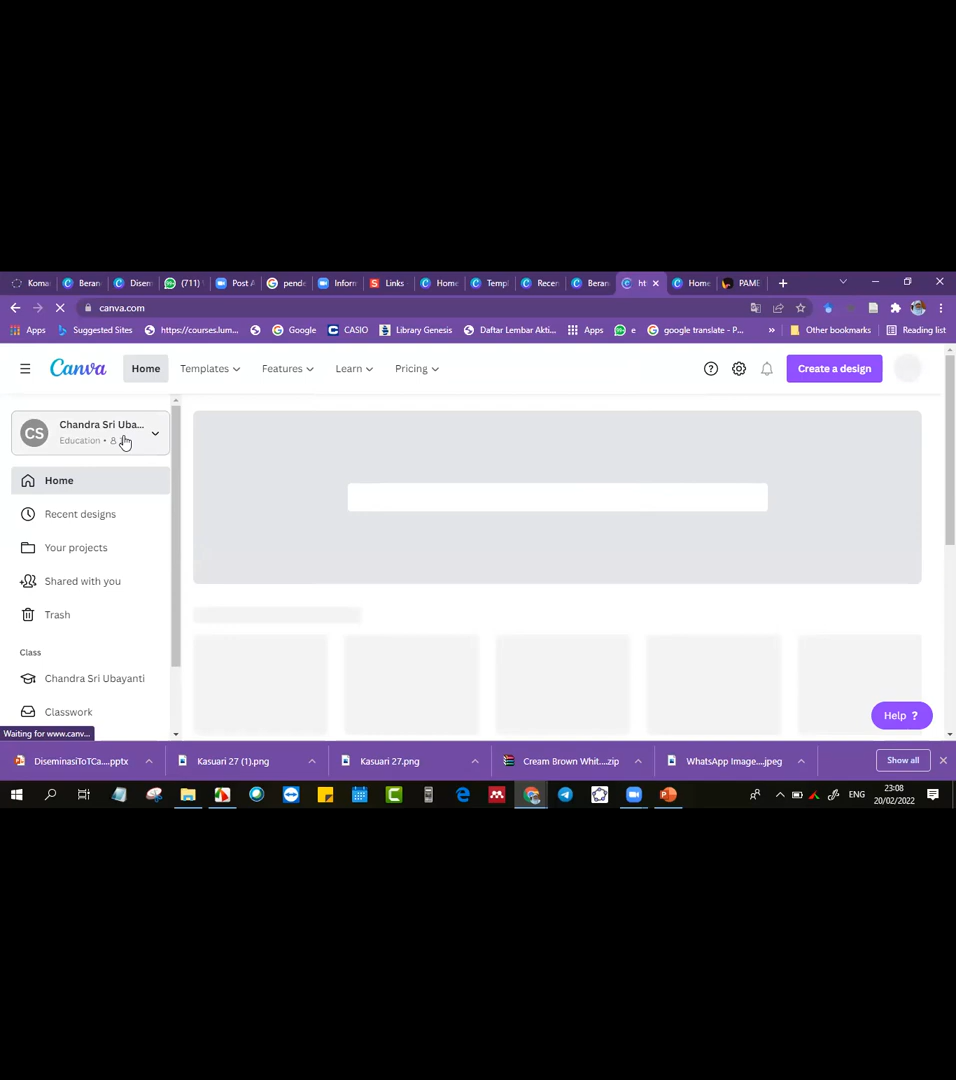 Koma
Beran
Disem
(711)
Post A
pende
Inform
Links
Home
Temp
Recen
Beran
ht
Home
PAME
canva.com
Apps
Suggested Sites
https://coursesJum...
Google
CASIO
Library Genesis
Daftar Lembar Akti...
Apps
e
google translate - P...
»
Other bookmarks
Reading list
Canva
Home
Templates
Features
Learn
Pricing
Create a design
CS
Chandra Sri Uba...
Education •
Home
Recent designs
Your projects
Shared with you
Trash
Class
Chandra Sri Ubayanti
Classwork
Help ?
Waiting for www.canv...
DiseminasiToTCa....pptx
Kasuari 27 (1).png
Kasuari 27.png
Cream Brown Whit....zip
WhatsApp Image....jpeg
Show all
ENG
23:08
20/02/2022